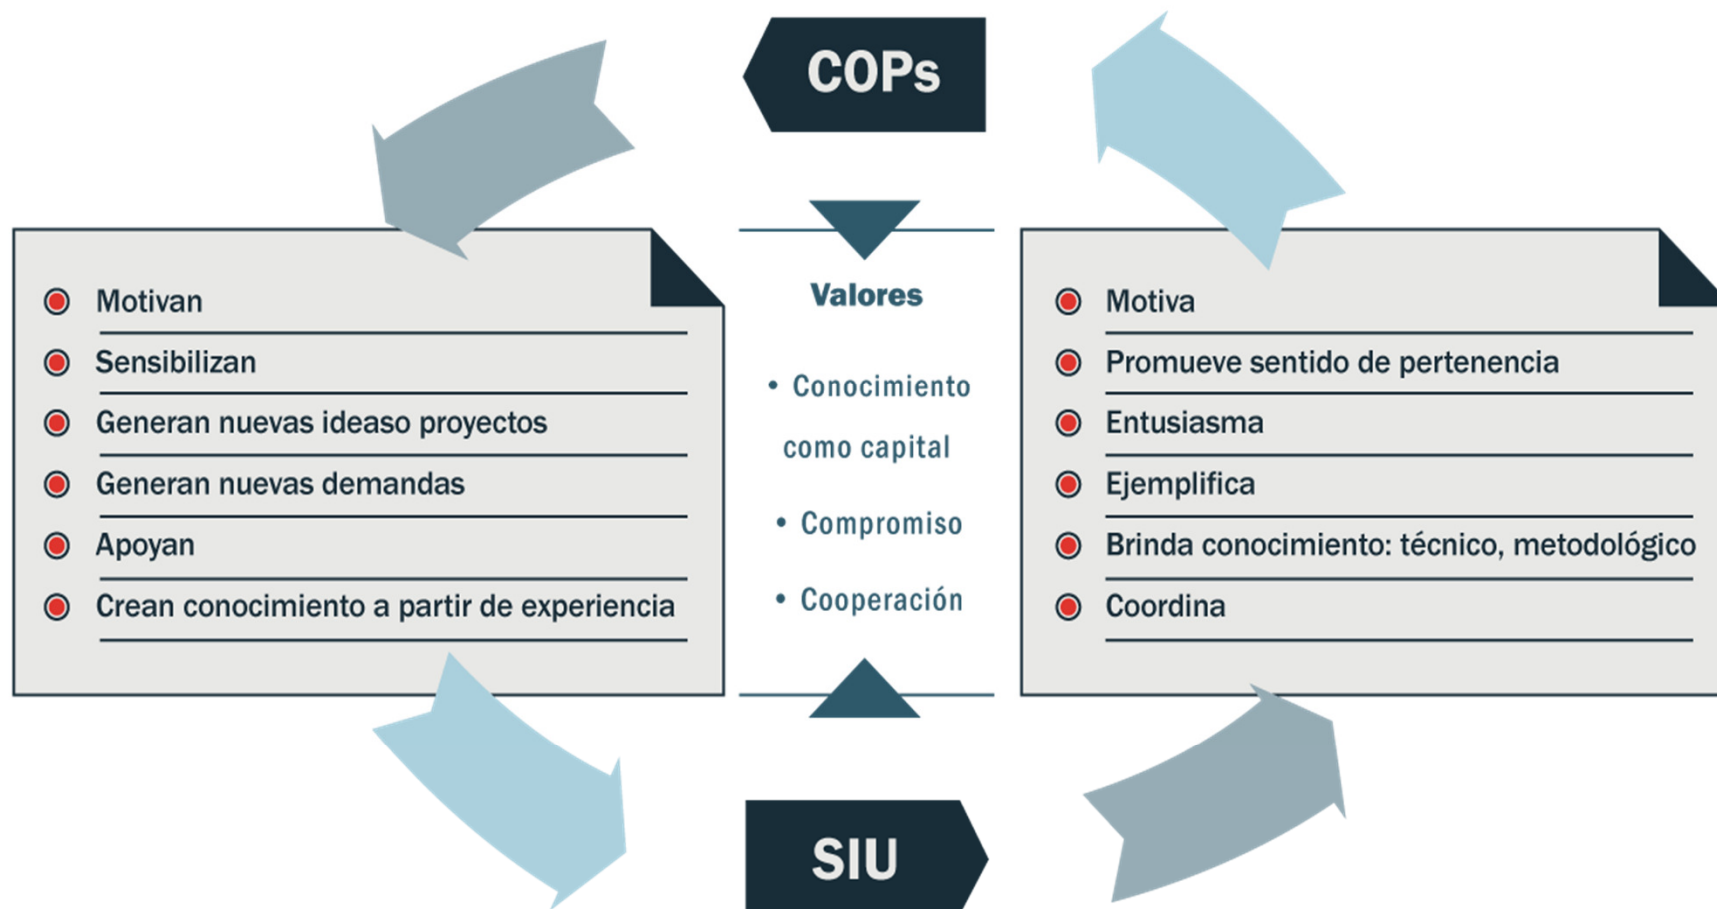 COPs
Motivan
Sensibilizan
Generan nuevas ideaso proyectos
Generan nuevas demandas
Apoyan
Crean conocimiento a partir de experiencia
Valores
• Conocimiento
como capital
• Compromiso
• Cooperación
Motiva
Promueve sentido de pertenencia
Entusiasma
Ejemplifica
Brinda conocimiento: técnico, metodológico
Coordina
SIU